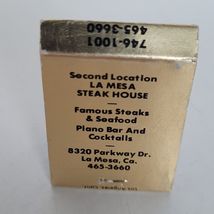 746-1001
465-3660
Second Location
LA MESA
STEAK HOUSE
Famous Steaks
& Seafood
Piano Bar And
Cocktails
8320 Parkway Dr.
La Mesa, Ca.
465-3660